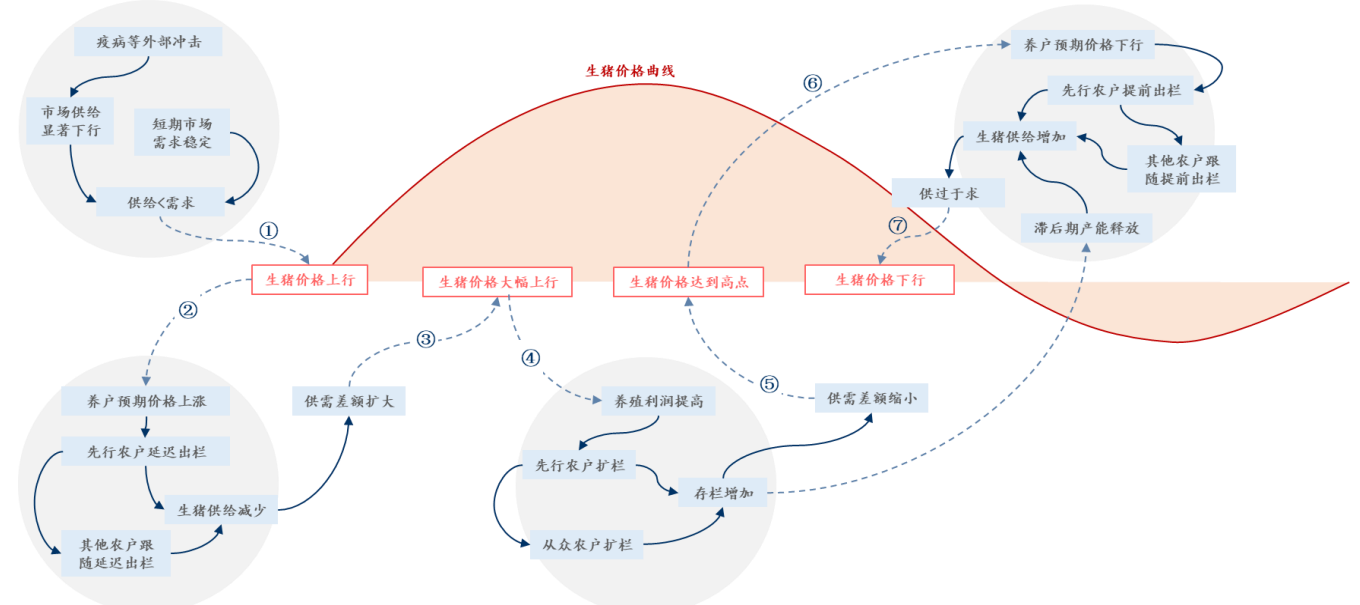 疫病等外部冲击
市场供给
显著下行
短期市场
需求稳定
供给<需求
①
生猪价格曲线
⑥
养户预期价格下行
先行农户提前出栏
生猪供给增加
其他农户跟
随提前出栏
供过于求
滞后期产能释放
⑦
生猪价格上行
生猪价格大幅上行
生猪价格达到高点
生猪价格下行
②
养户预期价格上涨
先行农户延迟出栏
生猪供给减少
其他农户跟
随延迟出栏
供需差额扩大
③
④
养殖利润提高
先行农户扩栏
存栏增加
从众农户扩栏
⑤
供需差额缩小